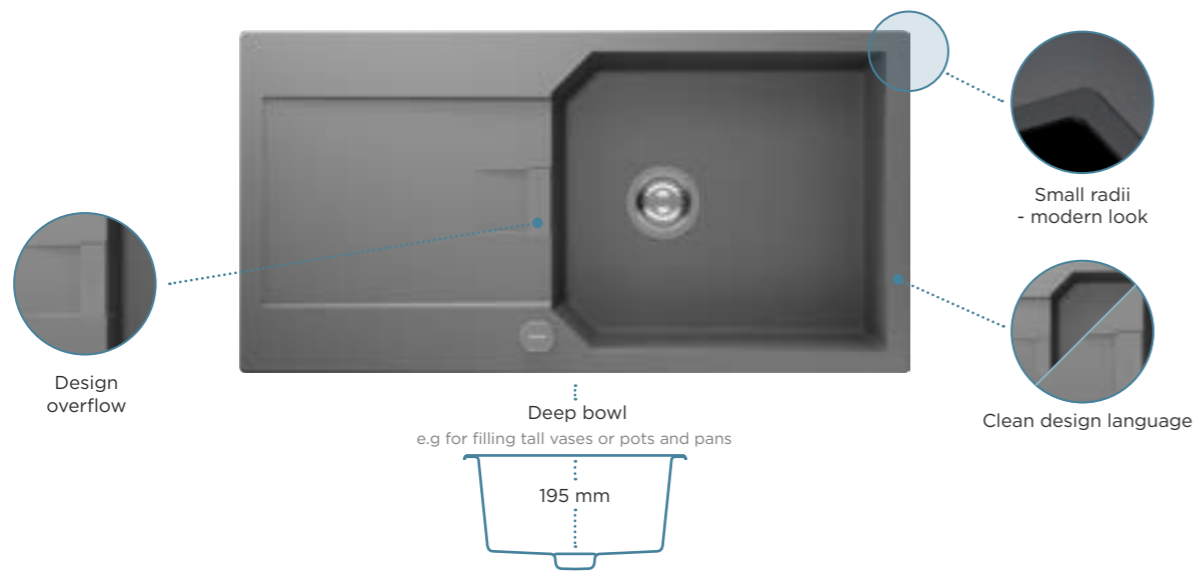 Small radii
- modern look
Design
overflow
Deep bowl
e.g for filling tall vases or pots and pans
Clean design language
195 mm